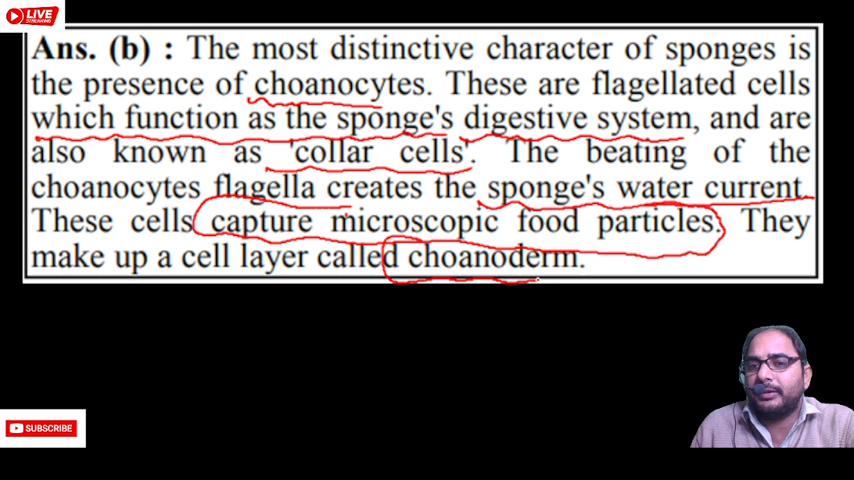 LIVE
STREAMING
Ans. (b) : The most distinctive character of sponges is
the presence of choanocytes. These are flagellated cells
which function as the sponge's digestive system, and are
also known as 'collar cells'. The beating of the
choanocytes flagella creates the sponge's water current.
These cells capture microscopic food particles. They
make up a cell layer called choanoderm.
SUBSCRIBE